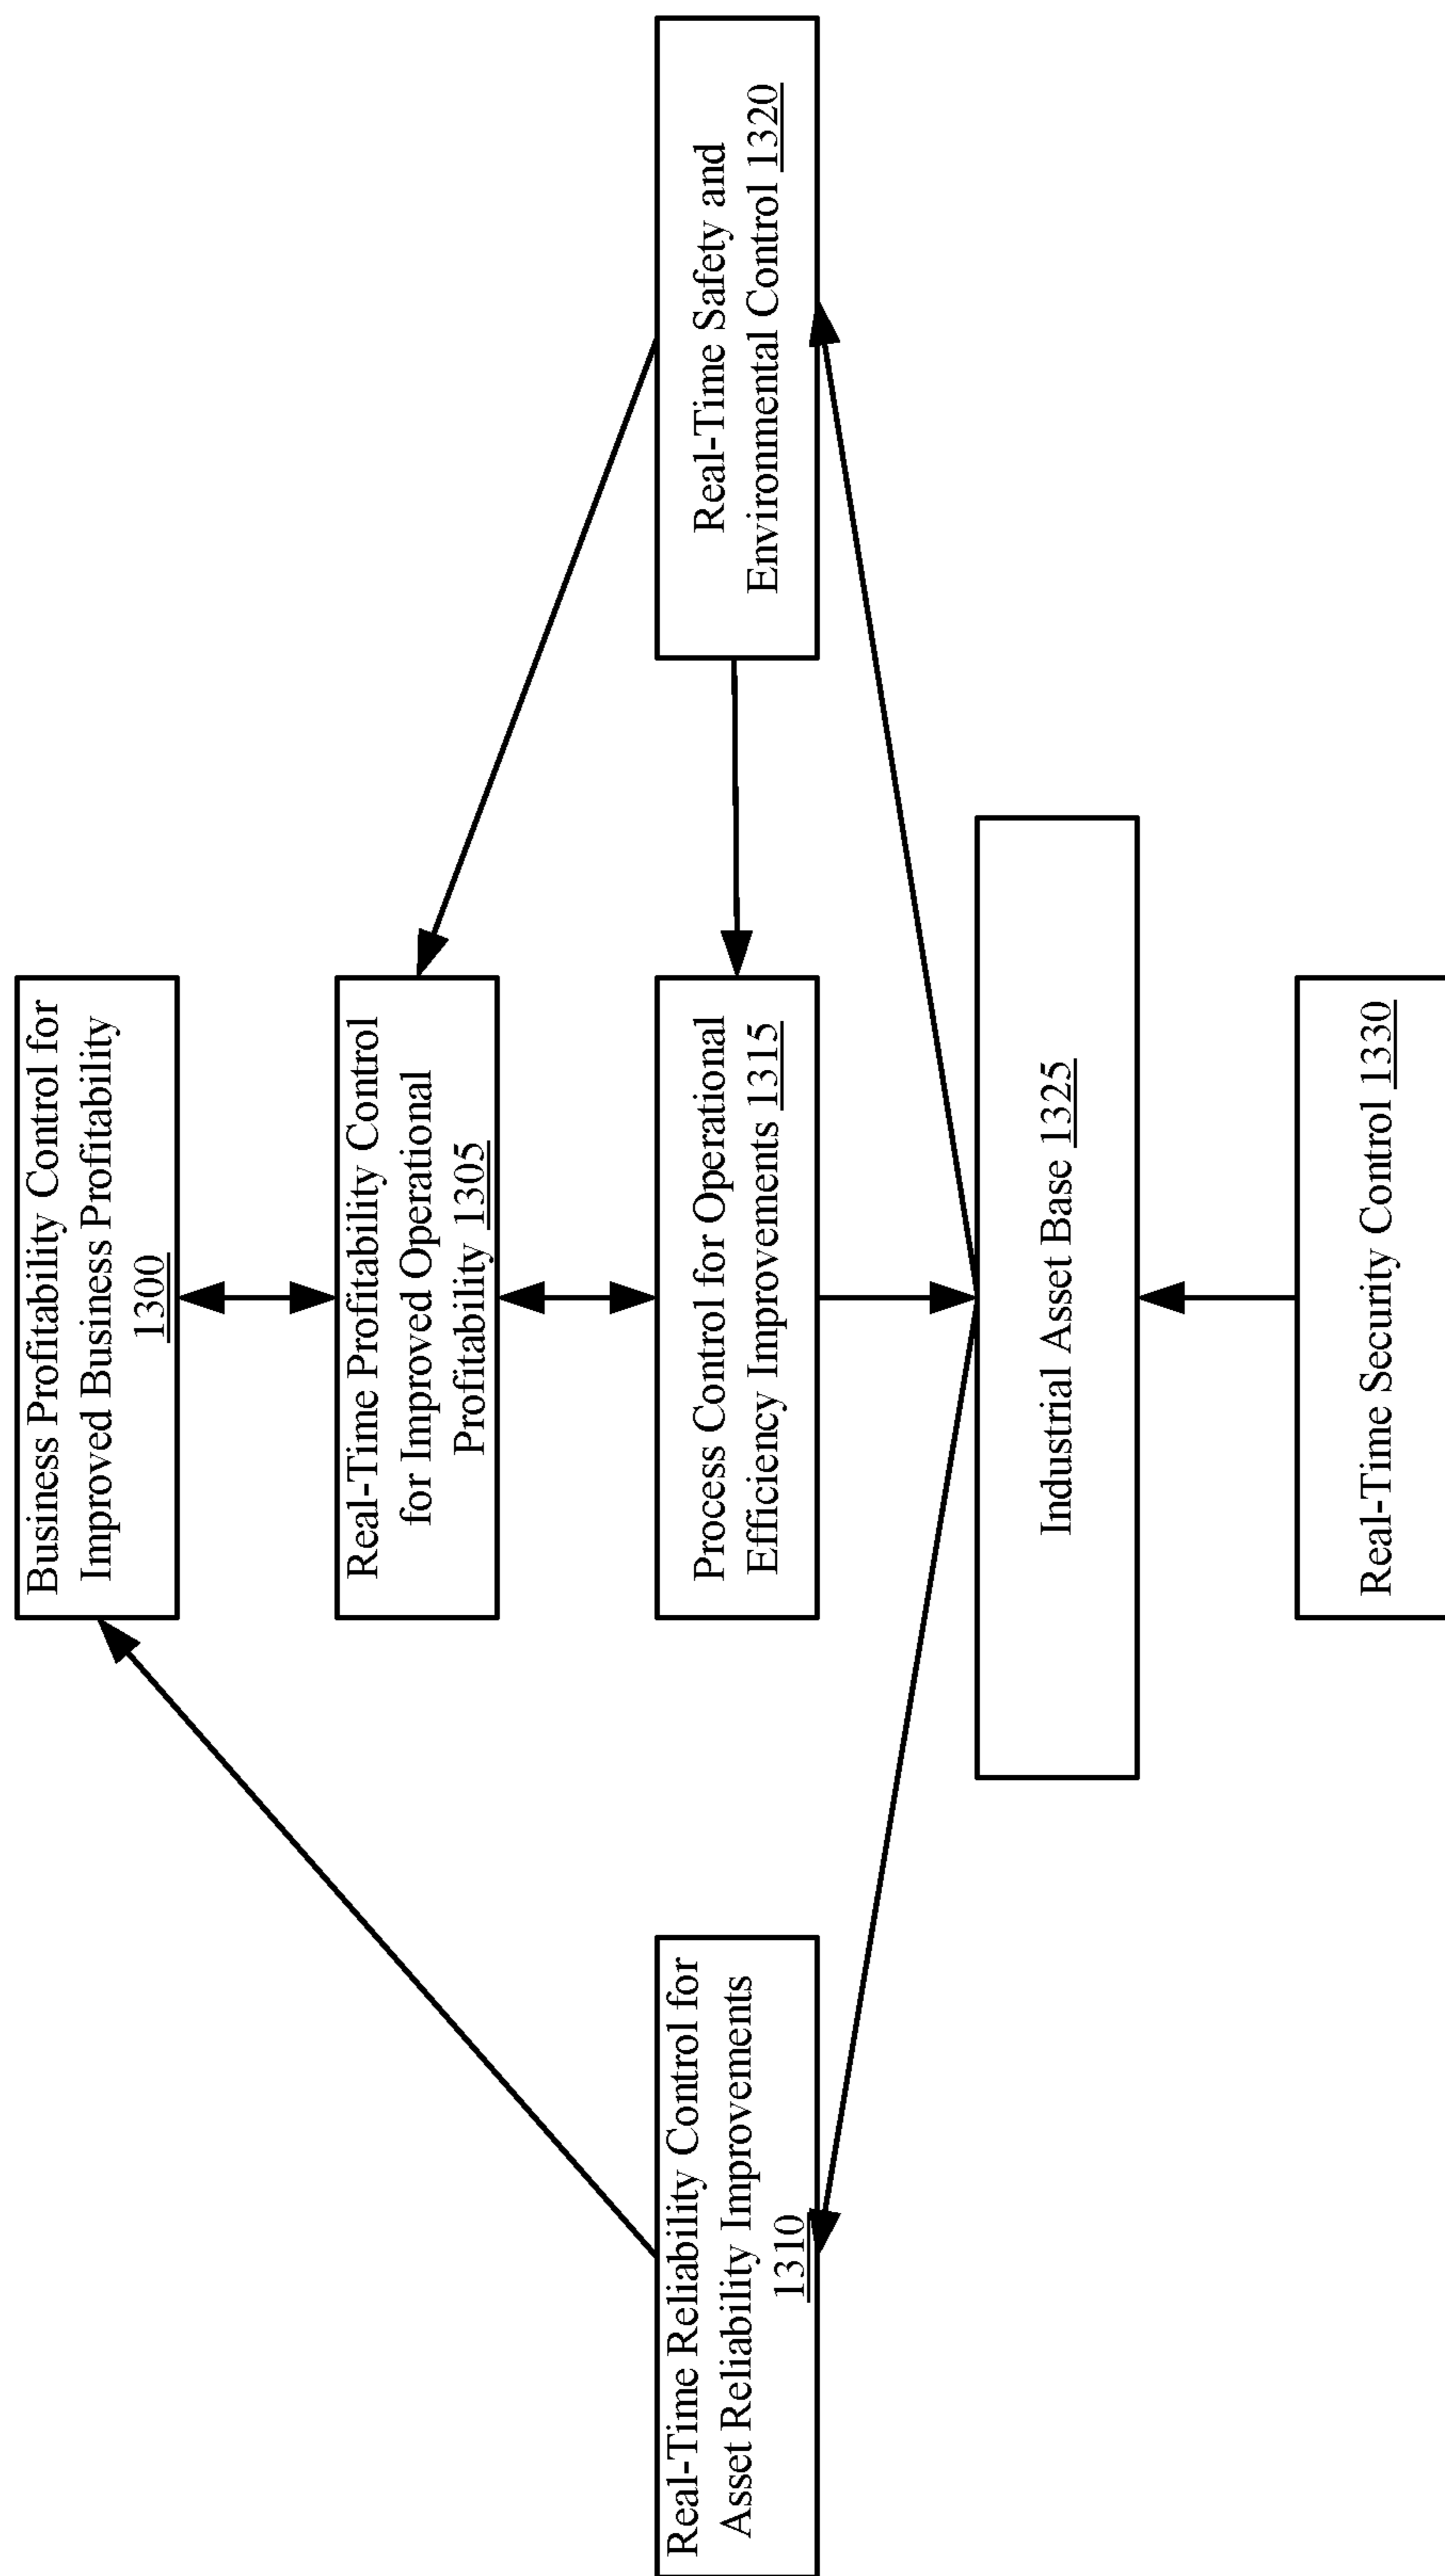 Business Profitability Control for
Improved Business Profitability
1300
Real-Time Profitability Control
for Improved Operational
Profitability 1305
Real-Time Reliability Control for
Asset Reliability Improvements
1310
Process Control for Operational
Efficiency Improvements 1315
Real-Time Safety and
Environmental Control 1320
Industrial Asset Base 1325
Real-Time Security Control 1330